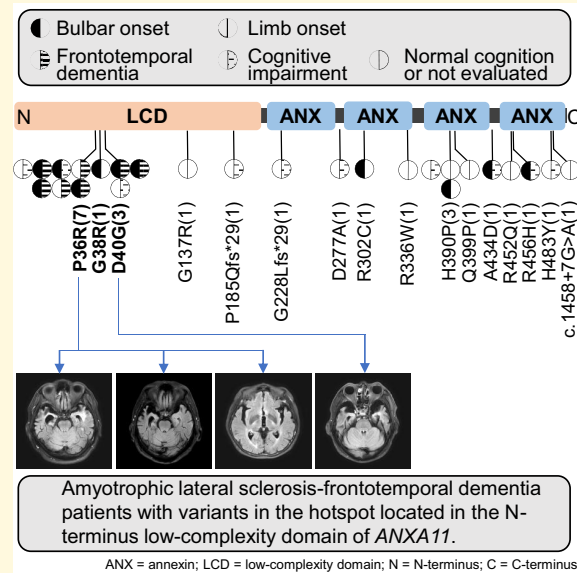 Bulbar onset
Limb onset
Frontotemporal
dementia
Cognitive
impairment
Normal cognition
or not evaluated
N LCD ANX ANX ANX ANX C
P36R(7)
G38R(1)
D40G(3)
G137R(1)
P185Qfs*29(1)
G228Lfs*29(1)
D277A(1)
R302C(1)
R336W(1)
H390P(3)
Q399P(1)
A434D(1)
R452Q(1)
R456H(1)
H483Y(1)
c.1458+7G>A(1)
Amyotrophic lateral sclerosis-frontotemporal dementia
patients with variants in the hotspot located in the N-
terminus low-complexity domain of ANXA11.
ANX = annexin; LCD = low-complexity domain; N = N-terminus; C = C-terminus